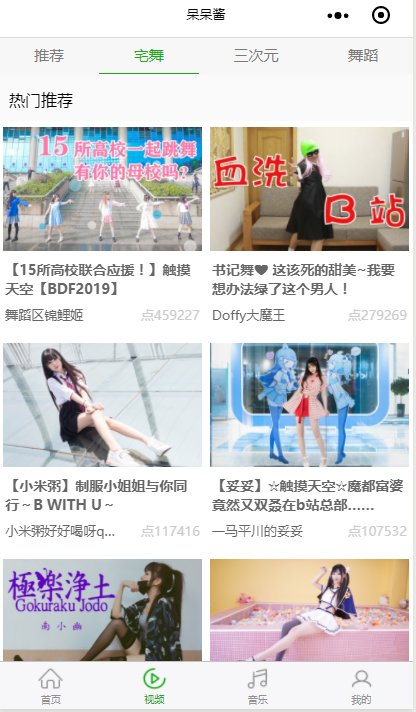 呆呆酱
推荐 宅舞 三次元 舞蹈
热门推荐
15 所高校一起跳舞
有你的母校吗?
血洗
B 站
【15所高校联合应援！】触摸
天空【BDF2019】
舞蹈区锦鲤姬 点459227
书记舞❤ 这该死的甜美~我要
想办法绿了这个男人！
Doffy大魔王 点279669
【小米粥】制服小姐姐与你同
行～B WITH U～
小米粥好好喝呀q... 点117416
【妥妥】☆触摸天空☆魔都富婆
竟然又双叒在b站总部......
一马平川的妥妥 点107532
極楽浄土
Gokuraku Jodo
南小幽
首页 视频 音乐 我的